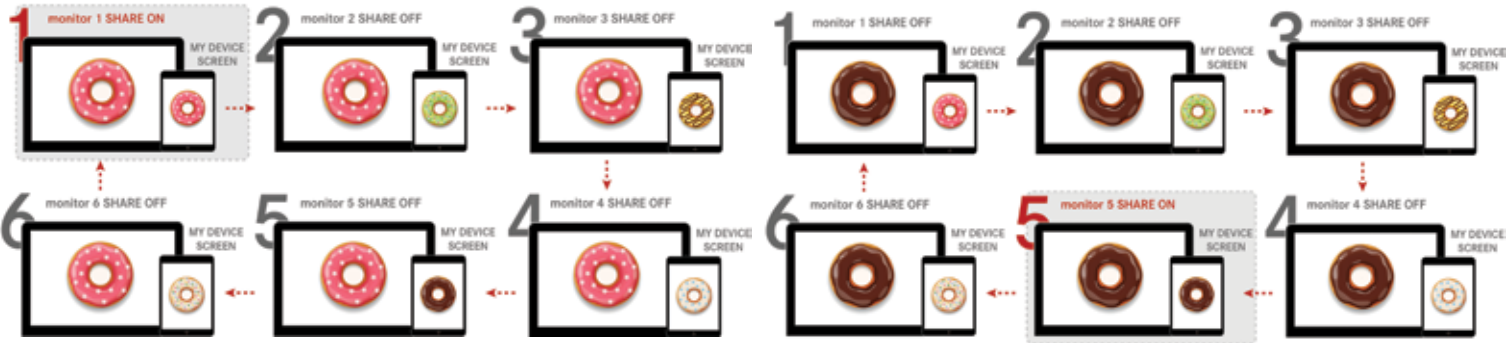 1
monitor 1 SHARE ON
MY DEVICE
SCREEN
2
monitor 2 SHARE OFF
MY DEVICE
SCREEN
3
monitor 3 SHARE OFF
MY DEVICE
SCREEN
6
monitor 6 SHARE OFF
MY DEVICE
SCREEN
5
monitor 5 SHARE OFF
MY DEVICE
SCREEN
4
monitor 4 SHARE OFF
MY DEVICE
SCREEN
1
monitor 1 SHARE OFF
MY DEVICE
SCREEN
2
monitor 2 SHARE OFF
MY DEVICE
SCREEN
3
monitor 3 SHARE OFF
MY DEVICE
SCREEN
6
monitor 6 SHARE OFF
MY DEVICE
SCREEN
5
monitor 5 SHARE ON
MY DEVICE
SCREEN
4
monitor 4 SHARE OFF
MY DEVICE
SCREEN